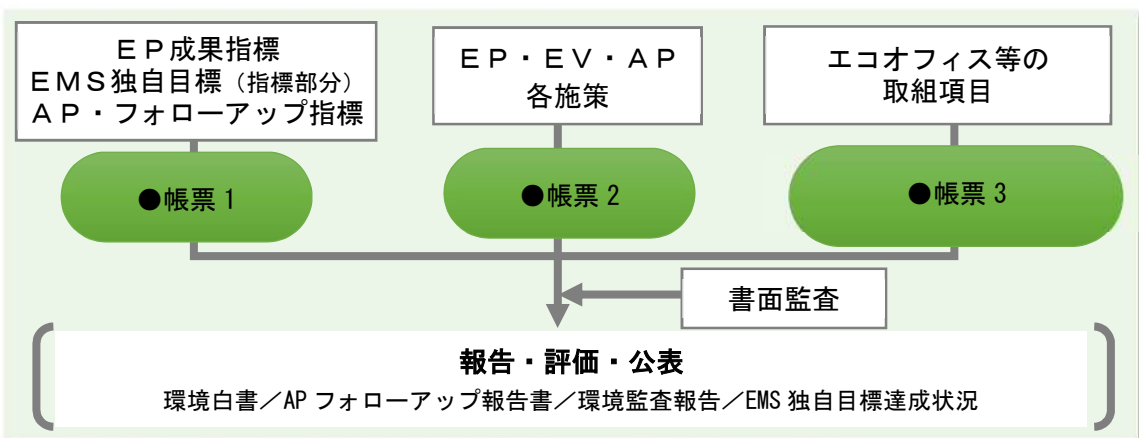 ＥＰ成果指標
ＥＭＳ独自目標（指標部分）
ＡＰ・フォローアップ指標
ＥＰ・ＥＶ・ＡＰ
各施策
エコオフィス等の
取組項目
●帳票 1
●帳票 2
●帳票 3
書面監査
報告・評価・公表
環境白書／AP フォローアップ報告書／環境監査報告／EMS 独自目標達成状況